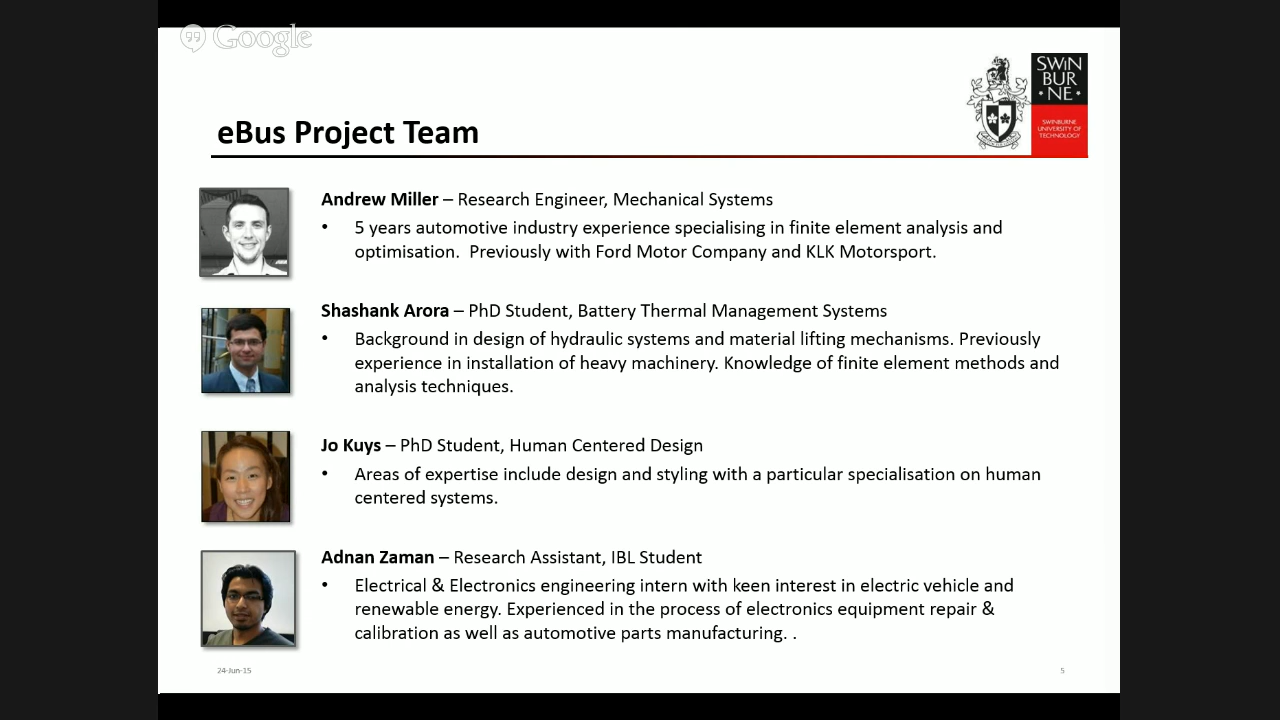 Google
SWIN
BUR
• NE •
SWINBURNE
UNIVERSITY OF
TECHNOLOGY
eBus Project Team
Andrew Miller – Research Engineer, Mechanical Systems
• 5 years automotive industry experience specialising in finite element analysis and
optimisation.  Previously with Ford Motor Company and KLK Motorsport.
Shashank Arora – PhD Student, Battery Thermal Management Systems
• Background in design of hydraulic systems and material lifting mechanisms. Previously
experience in installation of heavy machinery. Knowledge of finite element methods and
analysis techniques.
Jo Kuys – PhD Student, Human Centered Design
• Areas of expertise include design and styling with a particular specialisation on human
centered systems.
Adnan Zaman – Research Assistant, IBL Student
• Electrical & Electronics engineering intern with keen interest in electric vehicle and
renewable energy. Experienced in the process of electronics equipment repair &
calibration as well as automotive parts manufacturing. .
24-Jun-15
5